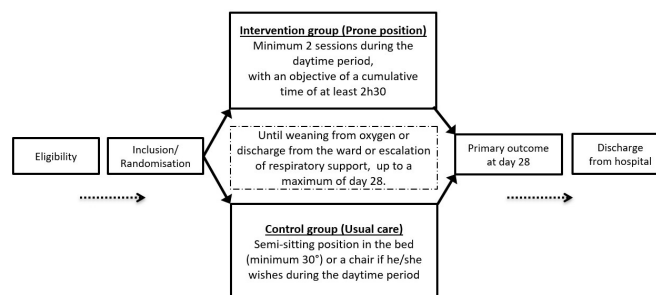 Intervention group (Prone position)
Minimum 2 sessions during the
daytime period,
with an objective of a cumulative
time of at least 2h30
Eligibility
Inclusion/
Randomisation
Until weaning from oxygen or
discharge from the ward or escalation
of respiratory support, up to a
maximum of day 28.
Primary outcome
at day 28
Discharge
from hospital
Control group (Usual care)
Semi-sitting position in the bed
(minimum 30°) or a chair if he/she
wishes during the daytime period